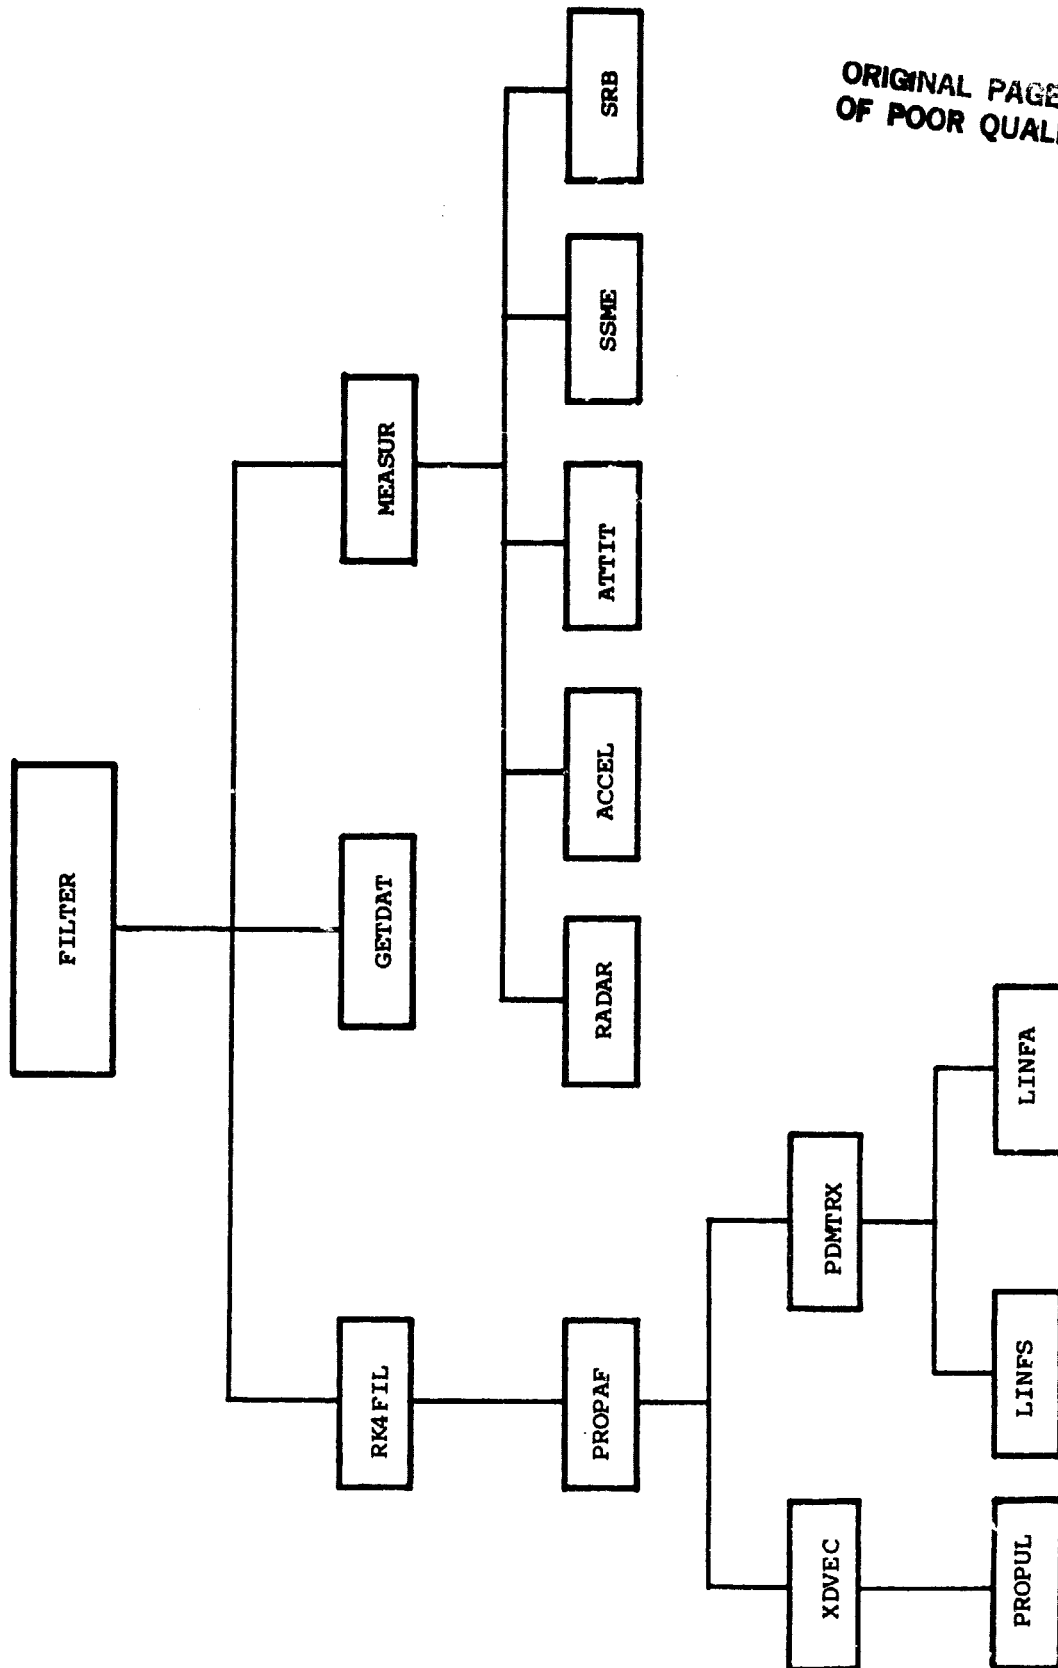 ORIGINAL PAGE
OF POOR QUALI
FILTER
RK4FIL
GETDAT
MEASUR
PROPAF
RADAR
ACCEL
ATTIT
SSME
SRB
XDVEC
PDMTRX
PROPUL
LINFS
LINFA